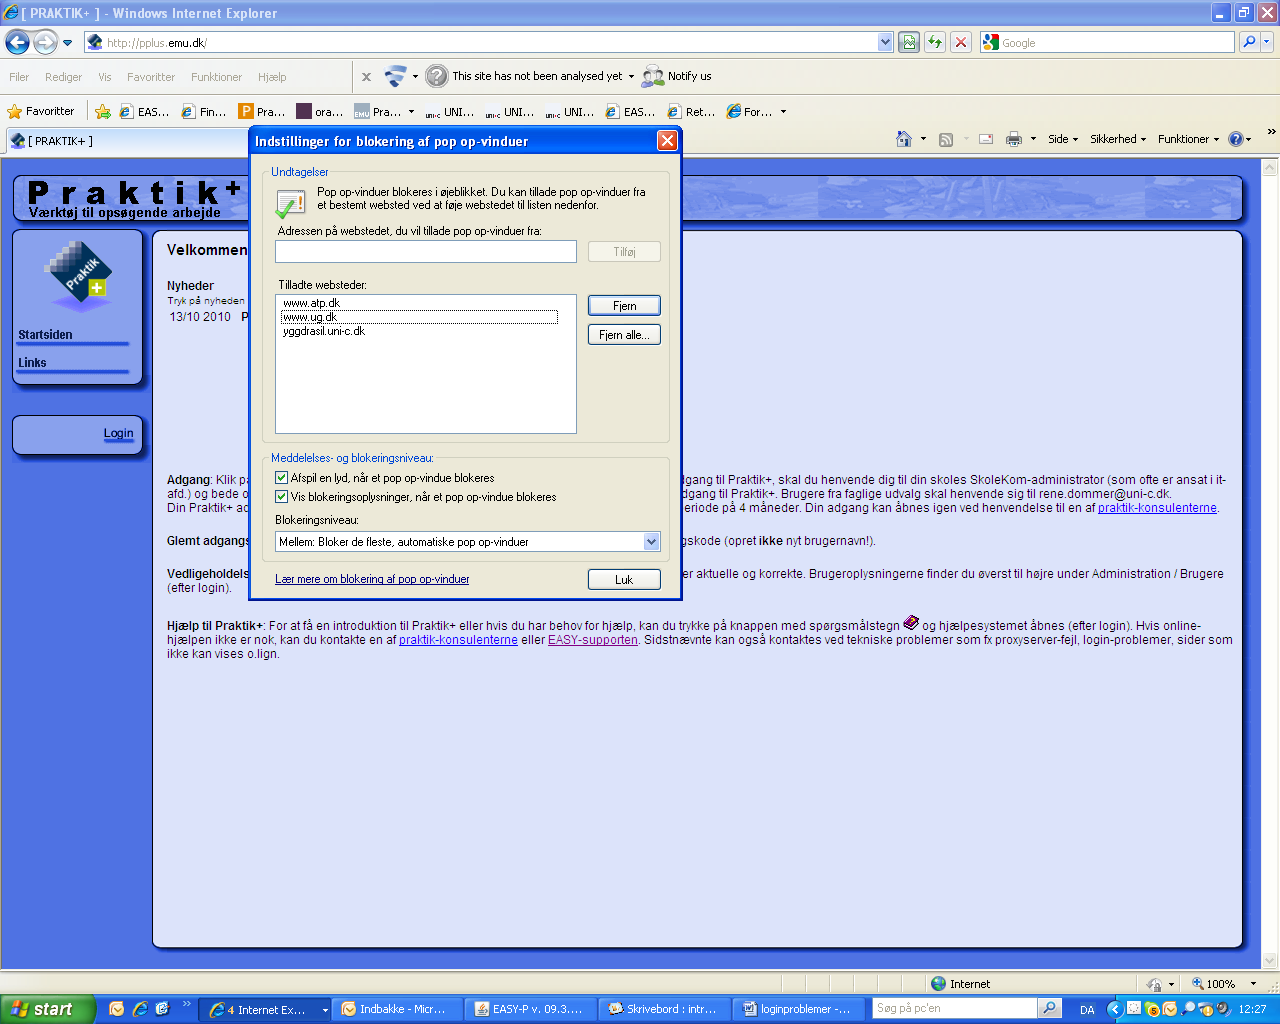 [ PRAKTIK+ ] - Windows Internet Explorer
http://pplus.emu.dk/
Google
Filer Rediger Vis Favoritter Funktioner Hjælp
This site has not been analysed yet
Notify us
Favoritter
EAS...
Fin...
Pra...
ora...
EMU Pra...
uni•c UNI...
uni•c UNI...
uni•c UNI...
EAS...
Ret...
For...
[ PRAKTIK+ ]
Side Sikkerhed Funktioner
Praktik+
Værktøj til opsøgende arbejde
Praktik
Startsiden
Links
Login
Velkommen
Nyheder
Tryk på nyheden
13/10 2010 P
Indstillinger for blokering af pop op-vinduer
Undtagelser
Pop op-vinduer blokeres i øjeblikket. Du kan tillade pop op-vinduer fra
et bestemt websted ved at føje webstedet til listen nedenfor.
Adressen på webstedet, du vil tillade pop op-vinduer fra:
Tilføj
Tilladte websteder:
www.atp.dk
www.ug.dk
yggdrasil.uni-c.dk
Fjern
Fjern alle...
Meddelelses- og blokeringsniveau:
Afspil en lyd, når et pop op-vindue blokeres
Vis blokeringsoplysninger, når et pop op-vindue blokeres
Blokeringsniveau:
Mellem: Bloker de fleste, automatiske pop op-vinduer
Lær mere om blokering af pop op-vinduer
Luk
Adgang: Klik på dgang til Praktik+, skal du henvende dig til din skoles SkoleKom-administrator (som ofte er ansat i it-
afd.) og bede o dgang til Praktik+. Brugere fra faglige udvalg skal henvende sig til rene.dommer@uni-c.dk.
Din Praktik+ ad eriode på 4 måneder. Din adgang kan åbnes igen ved henvendelse til en af praktik-konsulenterne.
Glemt adgangs gskode (opret ikke nyt brugernavn!).
Vedligeholdels er aktuelle og korrekte. Brugeroplysningerne finder du øverst til højre under Administration / Brugere
(efter login).
Hjælp til Praktik+: For at få en introduktion til Praktik+ eller hvis du har behov for hjælp, kan du trykke på knappen med spørgsmålstegn og hjælpesystemet åbnes (efter login). Hvis online-
hjælpen ikke er nok, kan du kontakte en af praktik-konsulenterne eller EASY-supporten. Sidstnævnte kan også kontaktes ved tekniske problemer som fx proxyserver-fejl, login-problemer, sider som
ikke kan vises o.lign.
Internet
100%
start
4 Internet Ex...
Indbakke - Micr...
EASY-P v. 09.3....
Skrivebord : intr...
loginproblemer -...
Søg på pc'en
DA
12:27